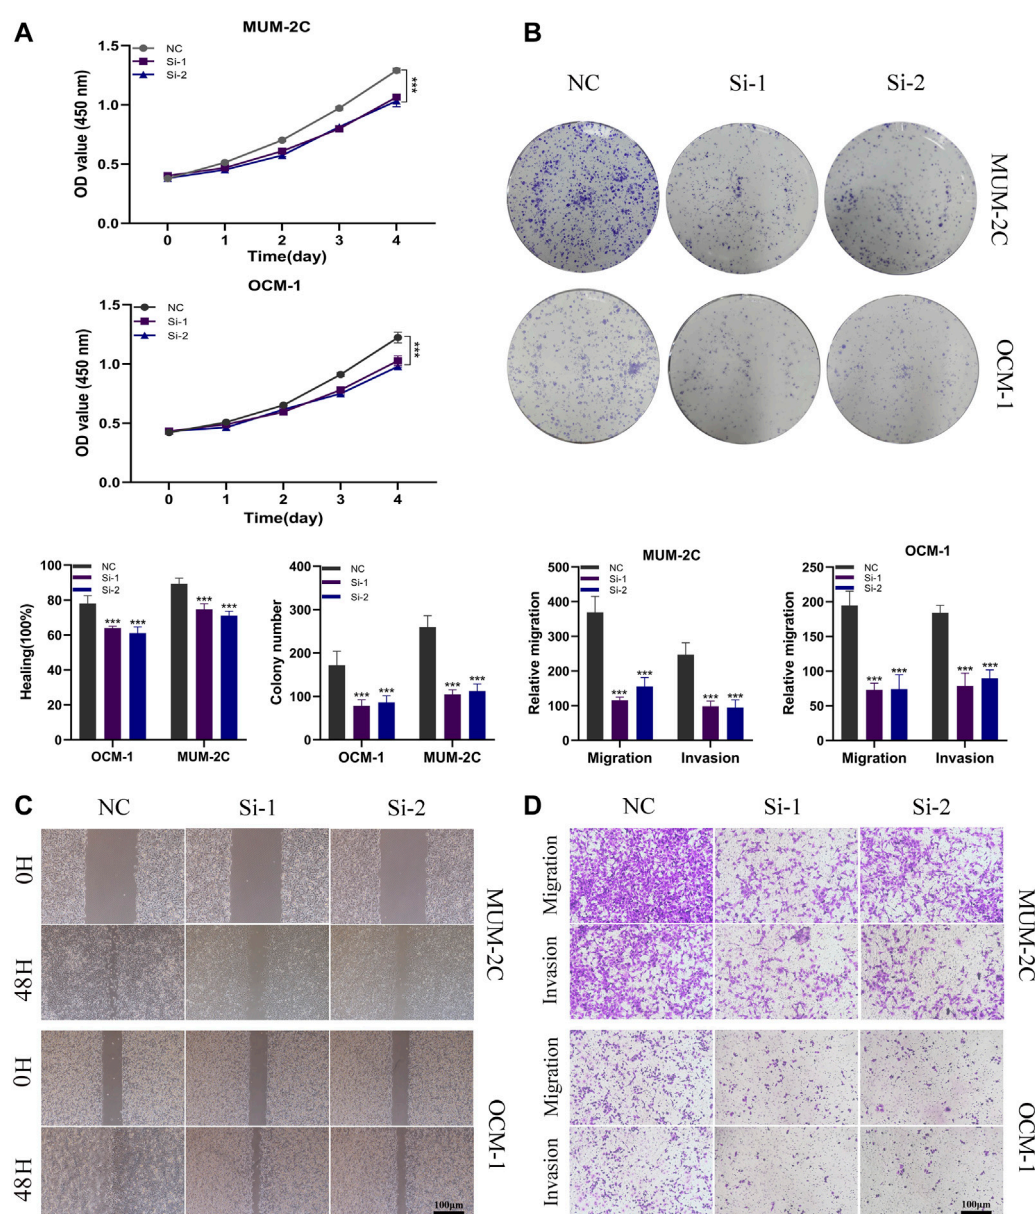 A
MUM-2C
NC
Si-1
Si-2
OD value (450 nm)
1.5
1.0
0.5
0.0
0 1 2 3 4
Time(day)
***
OCM-1
NC
Si-1
Si-2
OD value (450 nm)
1.5
1.0
0.5
0.0
0 1 2 3 4
Time(day)
***
B
NC Si-1 Si-2
MUM-2C
OCM-1
NC
Si-1
Si-2
Healing(100%)
100
80
60
40
20
0
*** *** *** ***
OCM-1 MUM-2C
NC
Si-1
Si-2
Colony number
400
300
200
100
0
*** *** *** ***
OCM-1 MUM-2C
MUM-2C
NC
Si-1
Si-2
Relative migration
500
400
300
200
100
0
*** *** *** ***
Migration Invasion
OCM-1
NC
Si-1
Si-2
Relative migration
250
200
150
100
50
0
*** *** *** ***
Migration Invasion
C
NC Si-1 Si-2
0H
48H
MUM-2C
0H
48H
OCM-1
100μm
D
NC Si-1 Si-2
Migration
Invasion
MUM-2C
Migration
Invasion
OCM-1
100μm